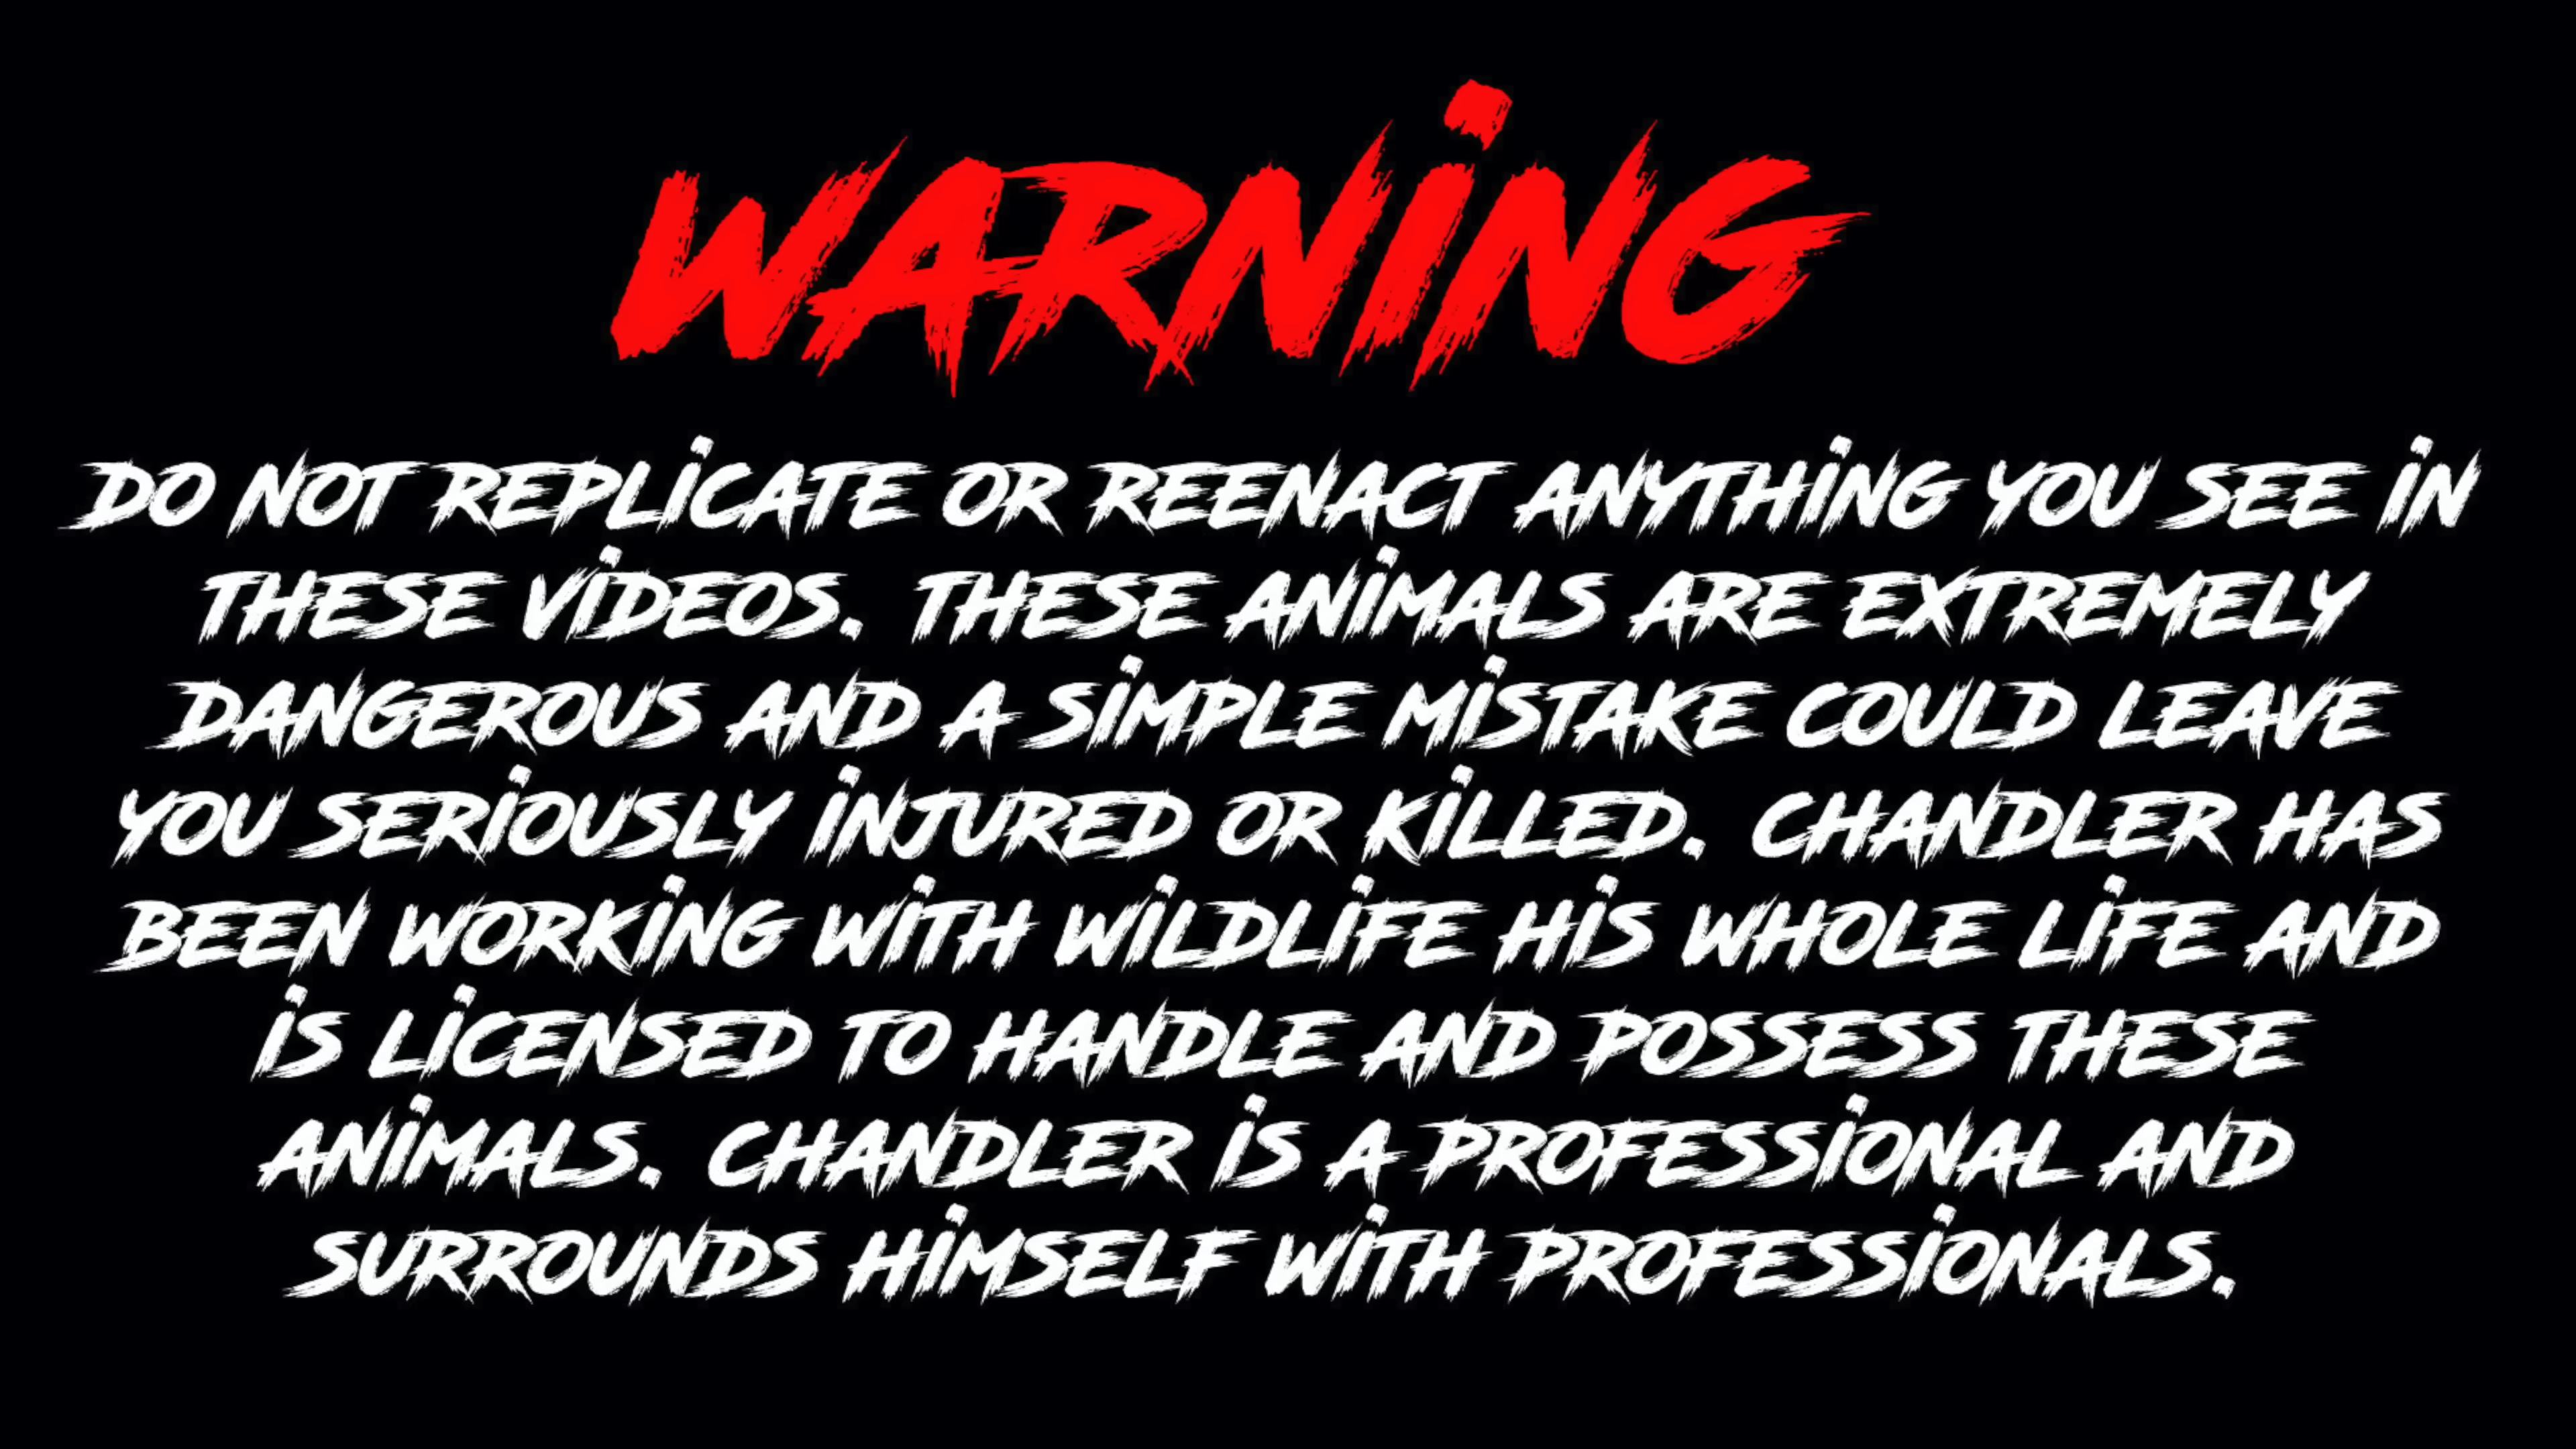 WARNING
DO NOT REPLICATE OR REENACT ANYTHING YOU SEE IN
THESE VIDEOS. THESE ANIMALS ARE EXTREMELY
DANGEROUS AND A SIMPLE MISTAKE COULD LEAVE
YOU SERIOUSLY INJURED OR KILLED. CHANDLER HAS
BEEN WORKING WITH WILDLIFE HIS WHOLE LIFE AND
IS LICENSED TO HANDLE AND POSSESS THESE
ANIMALS. CHANDLER IS A PROFESSIONAL AND
SURROUNDS HIMSELF WITH PROFESSIONALS.